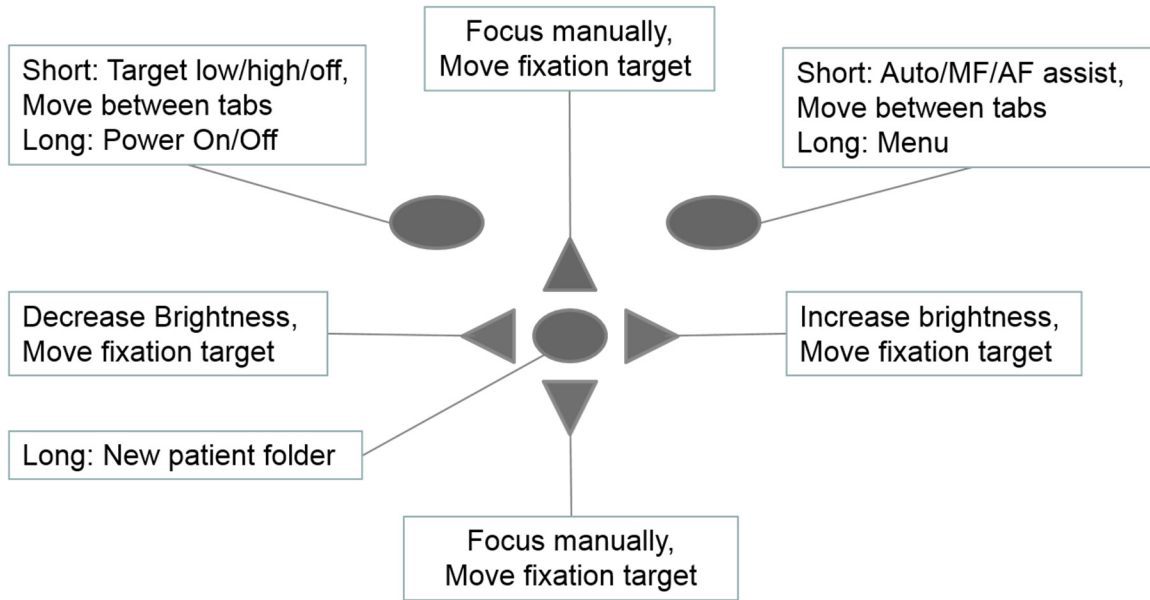 Focus manually,
Move fixation target
Short: Target low/high/off,
Move between tabs
Long: Power On/Off
Short: Auto/MF/AF assist,
Move between tabs
Long: Menu
Decrease Brightness,
Move fixation target
Increase brightness,
Move fixation target
Long: New patient folder
Focus manually,
Move fixation target